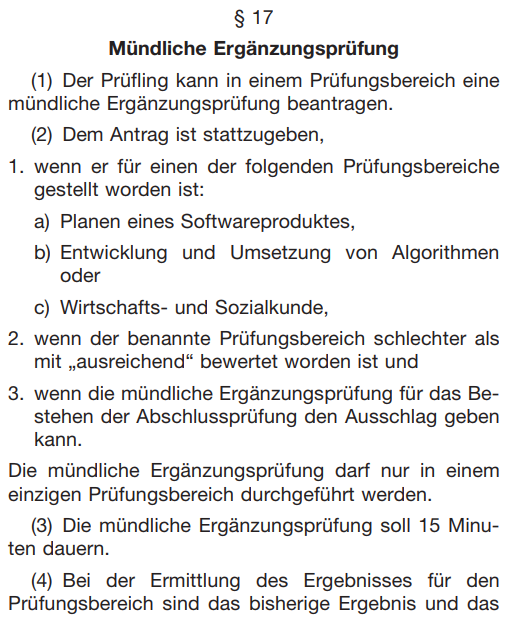 § 17
Mündliche Ergänzungsprüfung
(1) Der Prüfling kann in einem Prüfungsbereich eine
mündliche Ergänzungsprüfung beantragen.
(2) Dem Antrag ist stattzugeben,
1. wenn er für einen der folgenden Prüfungsbereiche
gestellt worden ist:
a) Planen eines Softwareproduktes,
b) Entwicklung und Umsetzung von Algorithmen
oder
c) Wirtschafts- und Sozialkunde,
2. wenn der benannte Prüfungsbereich schlechter als
mit „ausreichend“ bewertet worden ist und
3. wenn die mündliche Ergänzungsprüfung für das Be-
stehen der Abschlussprüfung den Ausschlag geben
kann.
Die mündliche Ergänzungsprüfung darf nur in einem
einzigen Prüfungsbereich durchgeführt werden.
(3) Die mündliche Ergänzungsprüfung soll 15 Minu-
ten dauern.
(4) Bei der Ermittlung des Ergebnisses für den
Prüfungsbereich sind das bisherige Ergebnis und das